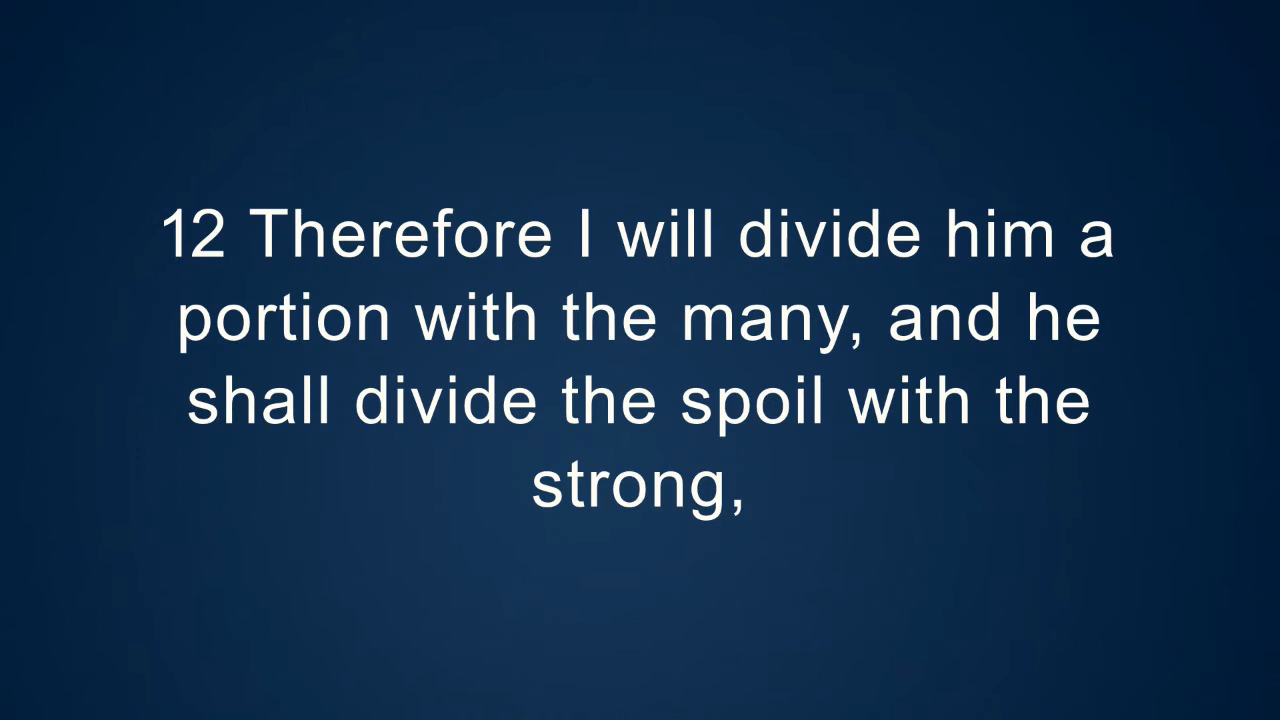 12 Therefore I will divide him a
portion with the many, and he
shall divide the spoil with the
strong,